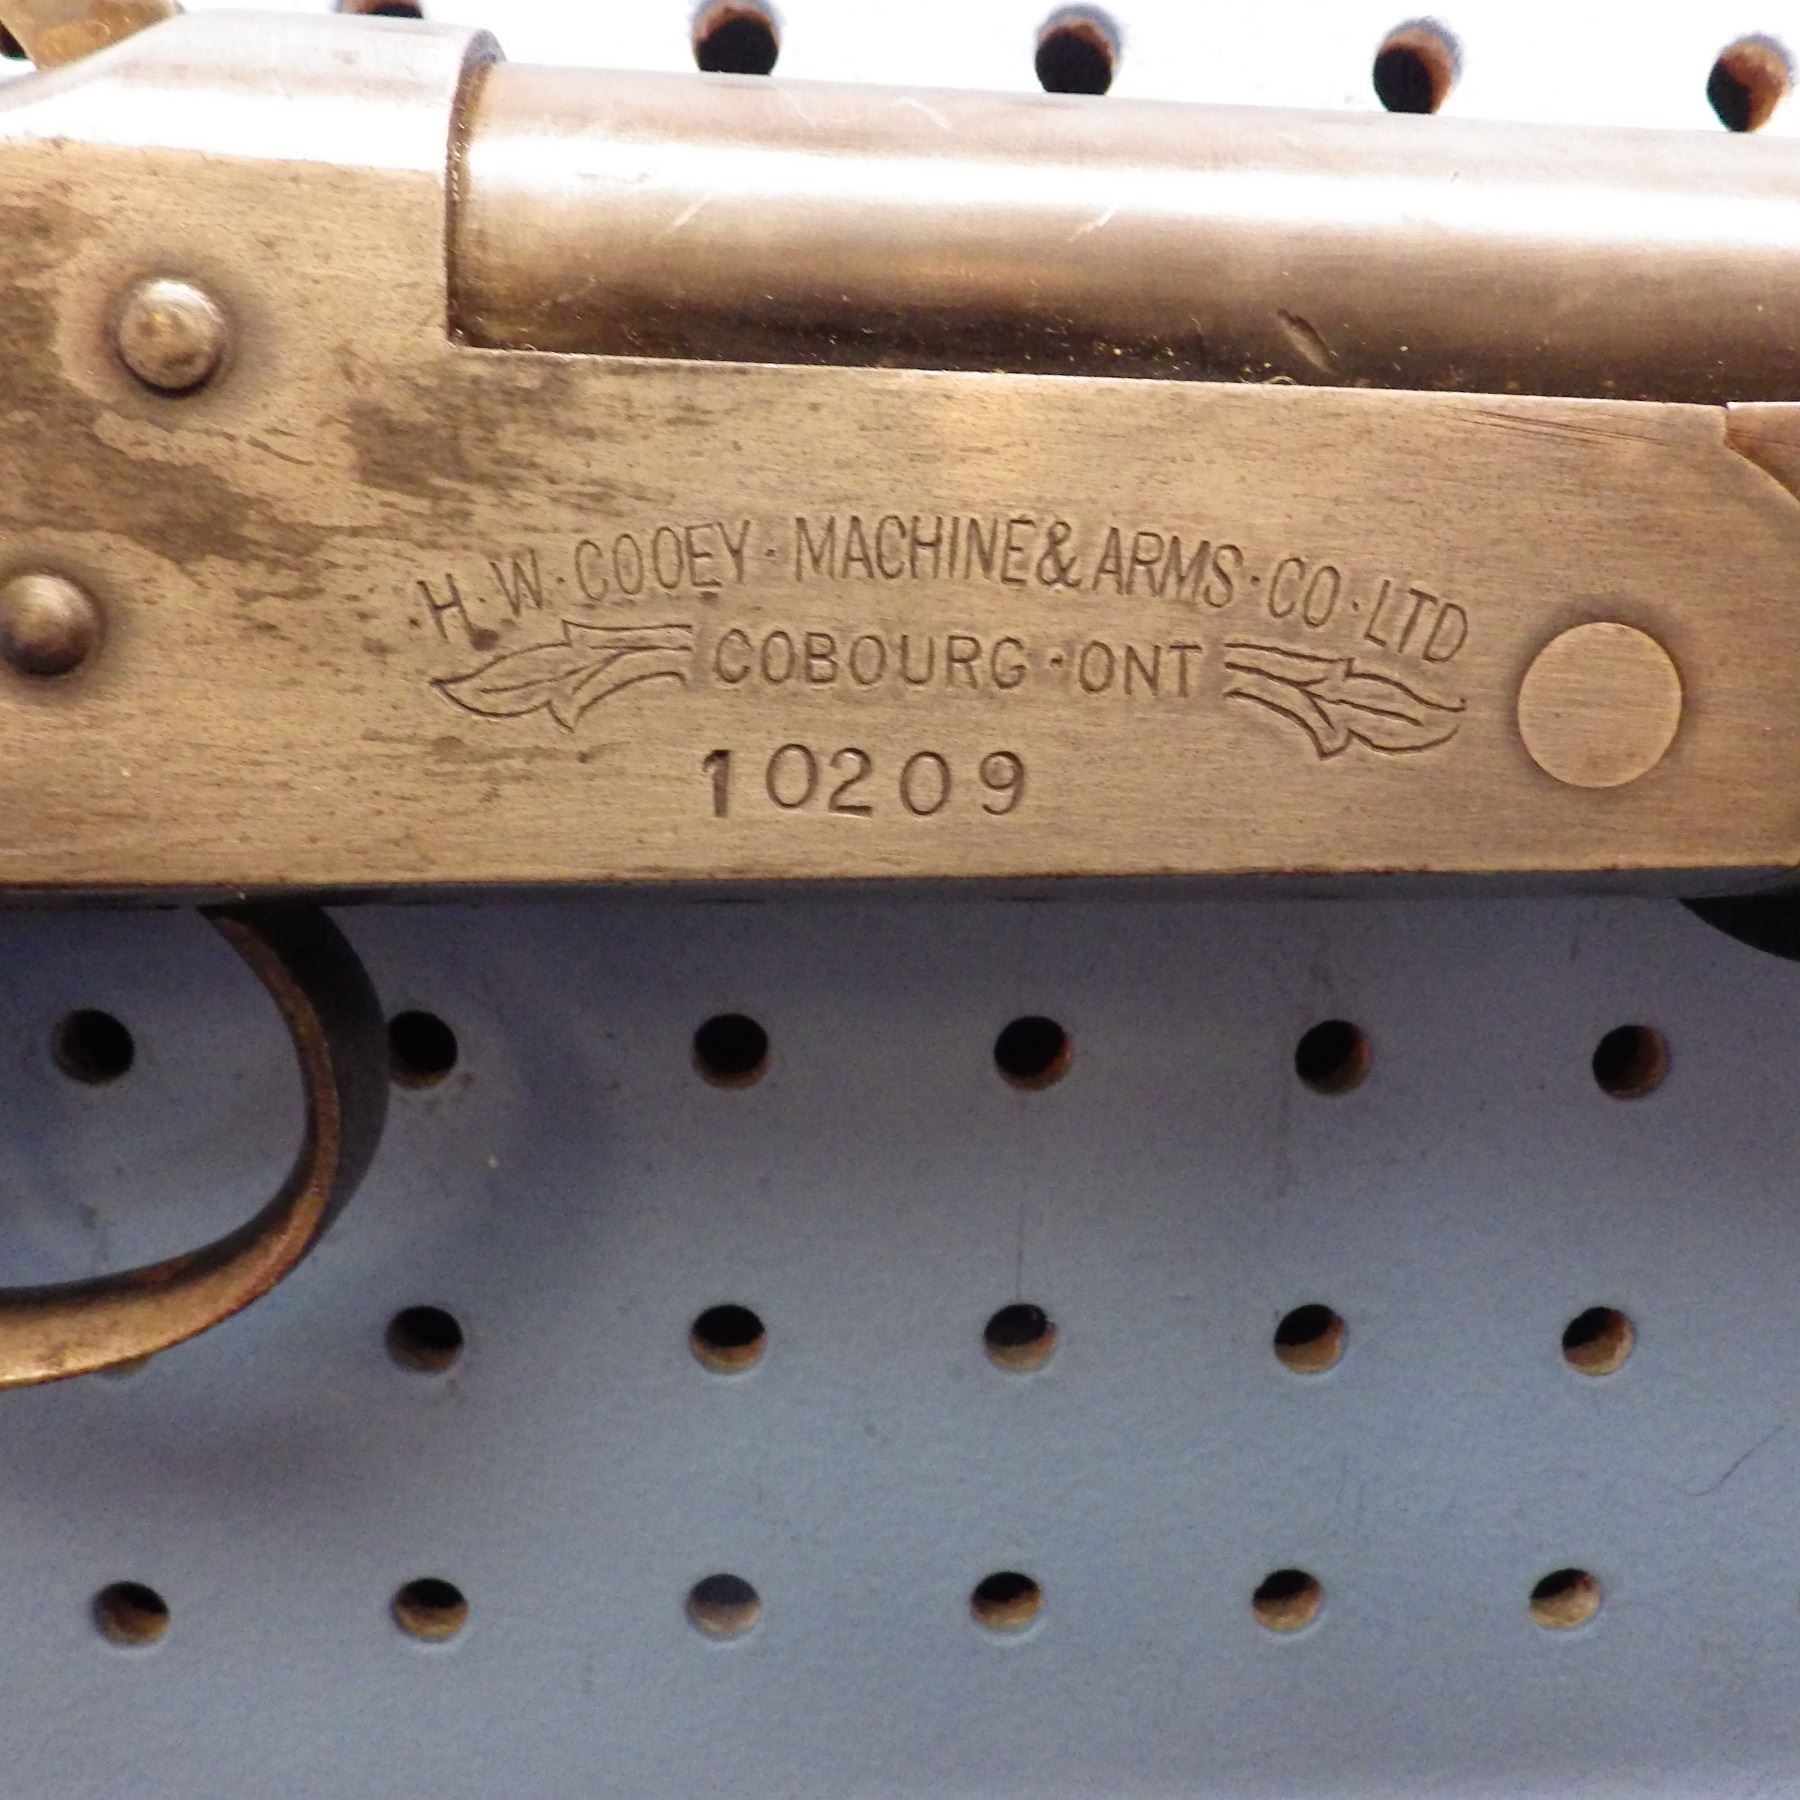 H·W·COOEY·MACHINE & ARMS·CO·LTD
COBOURG·ONT
10209